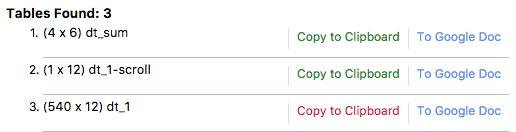 Tables Found: 3
1. (4 x 6) dt_sum Copy to Clipboard To Google Doc
2. (1 x 12) dt_1-scroll Copy to Clipboard To Google Doc
3. (540 x 12) dt_1 Copy to Clipboard To Google Doc